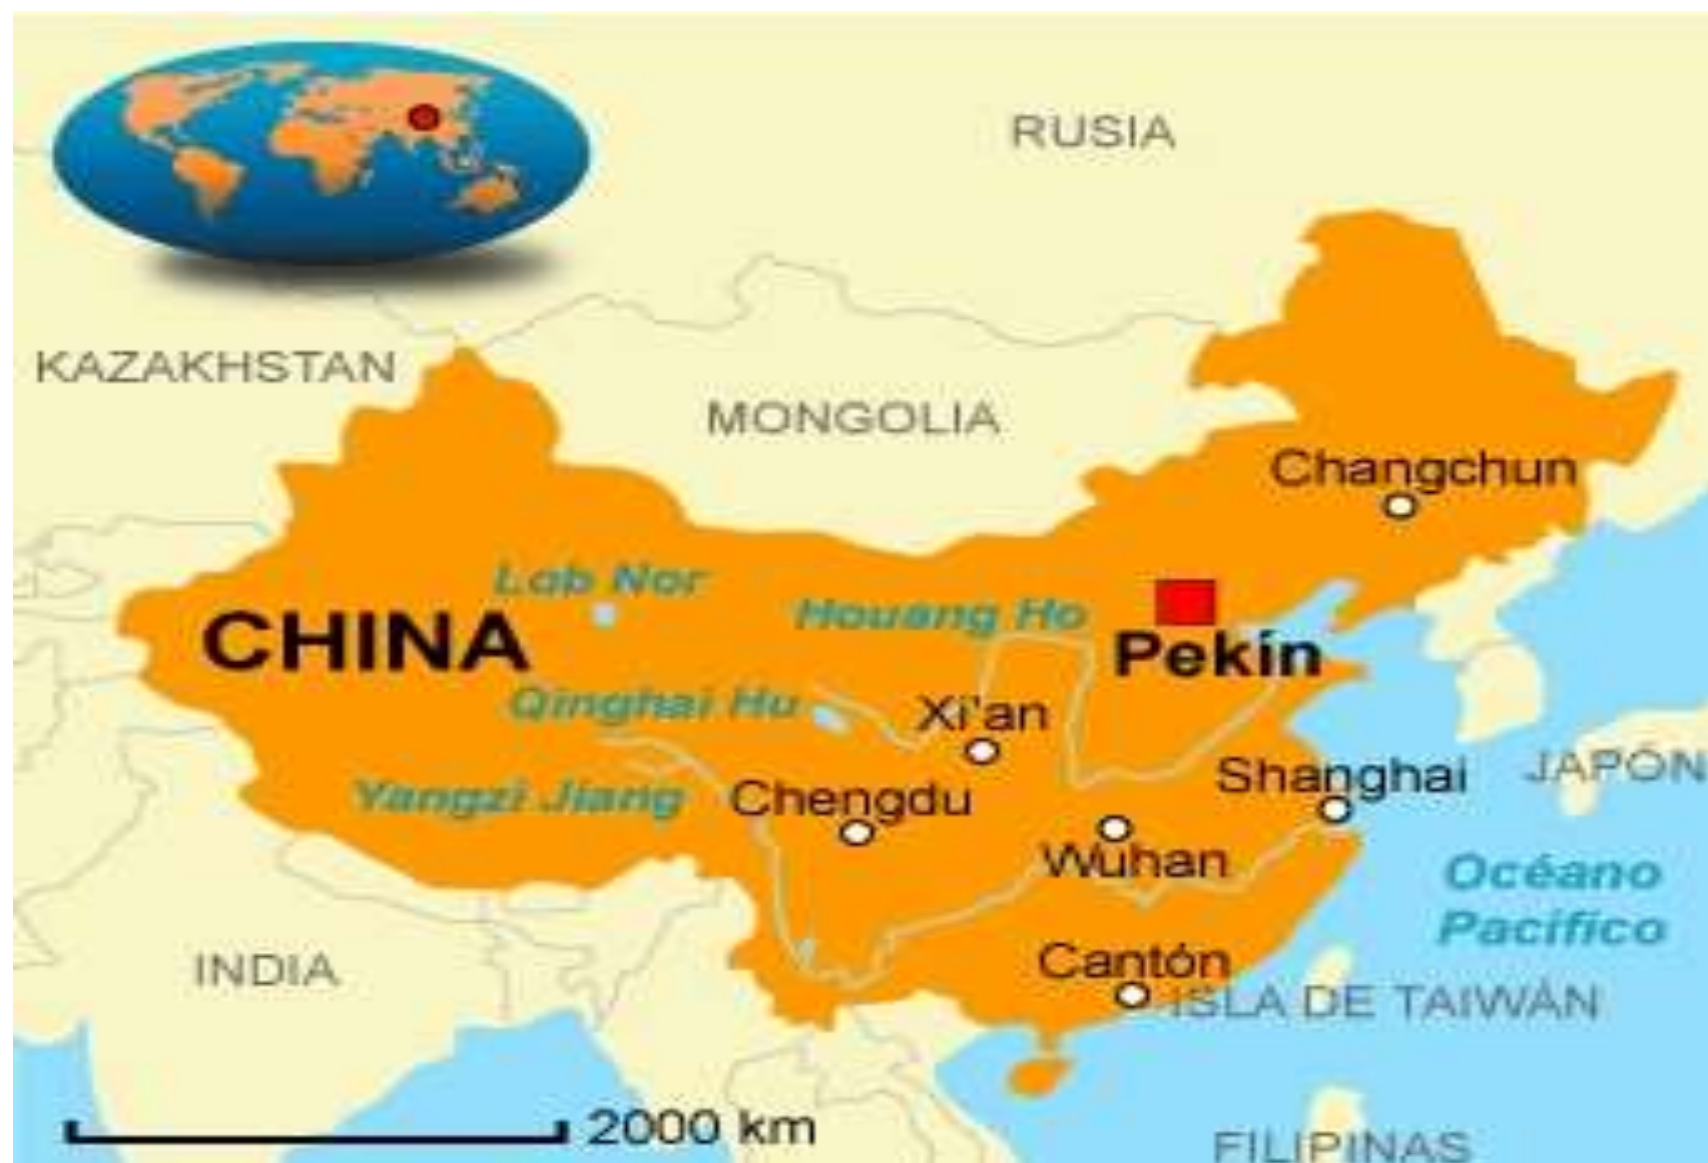 RUSIA
KAZAKHSTAN
MONGOLIA
Changchun
Lob Nor
Houang Ho
CHINA
Pekín
Qinghai Hu
Xi'an
Shanghai
JAPÓN
Yangzi Jiang
Chengdu
Wuhan
Océano
Pacifíco
INDIA
Cantón
ISLA DE TAIWÁN
2000 km
FILIPINAS